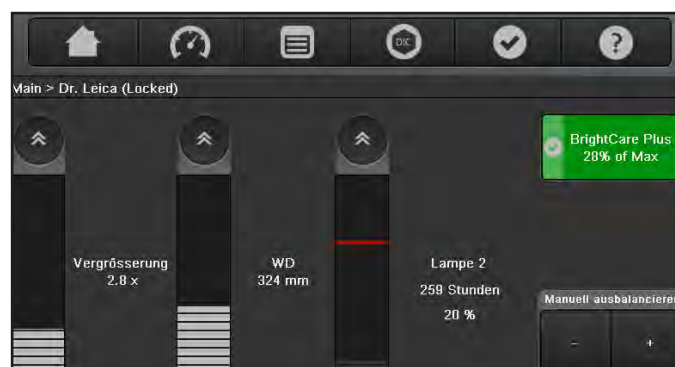 DIC
?
Main > Dr. Leica (Locked)
BrightCare Plus
28% of Max
Vergrösserung
2.8 x
WD
324 mm
Lampe 2
259 Stunden
20 %
Manuell ausbalancieren
-
+